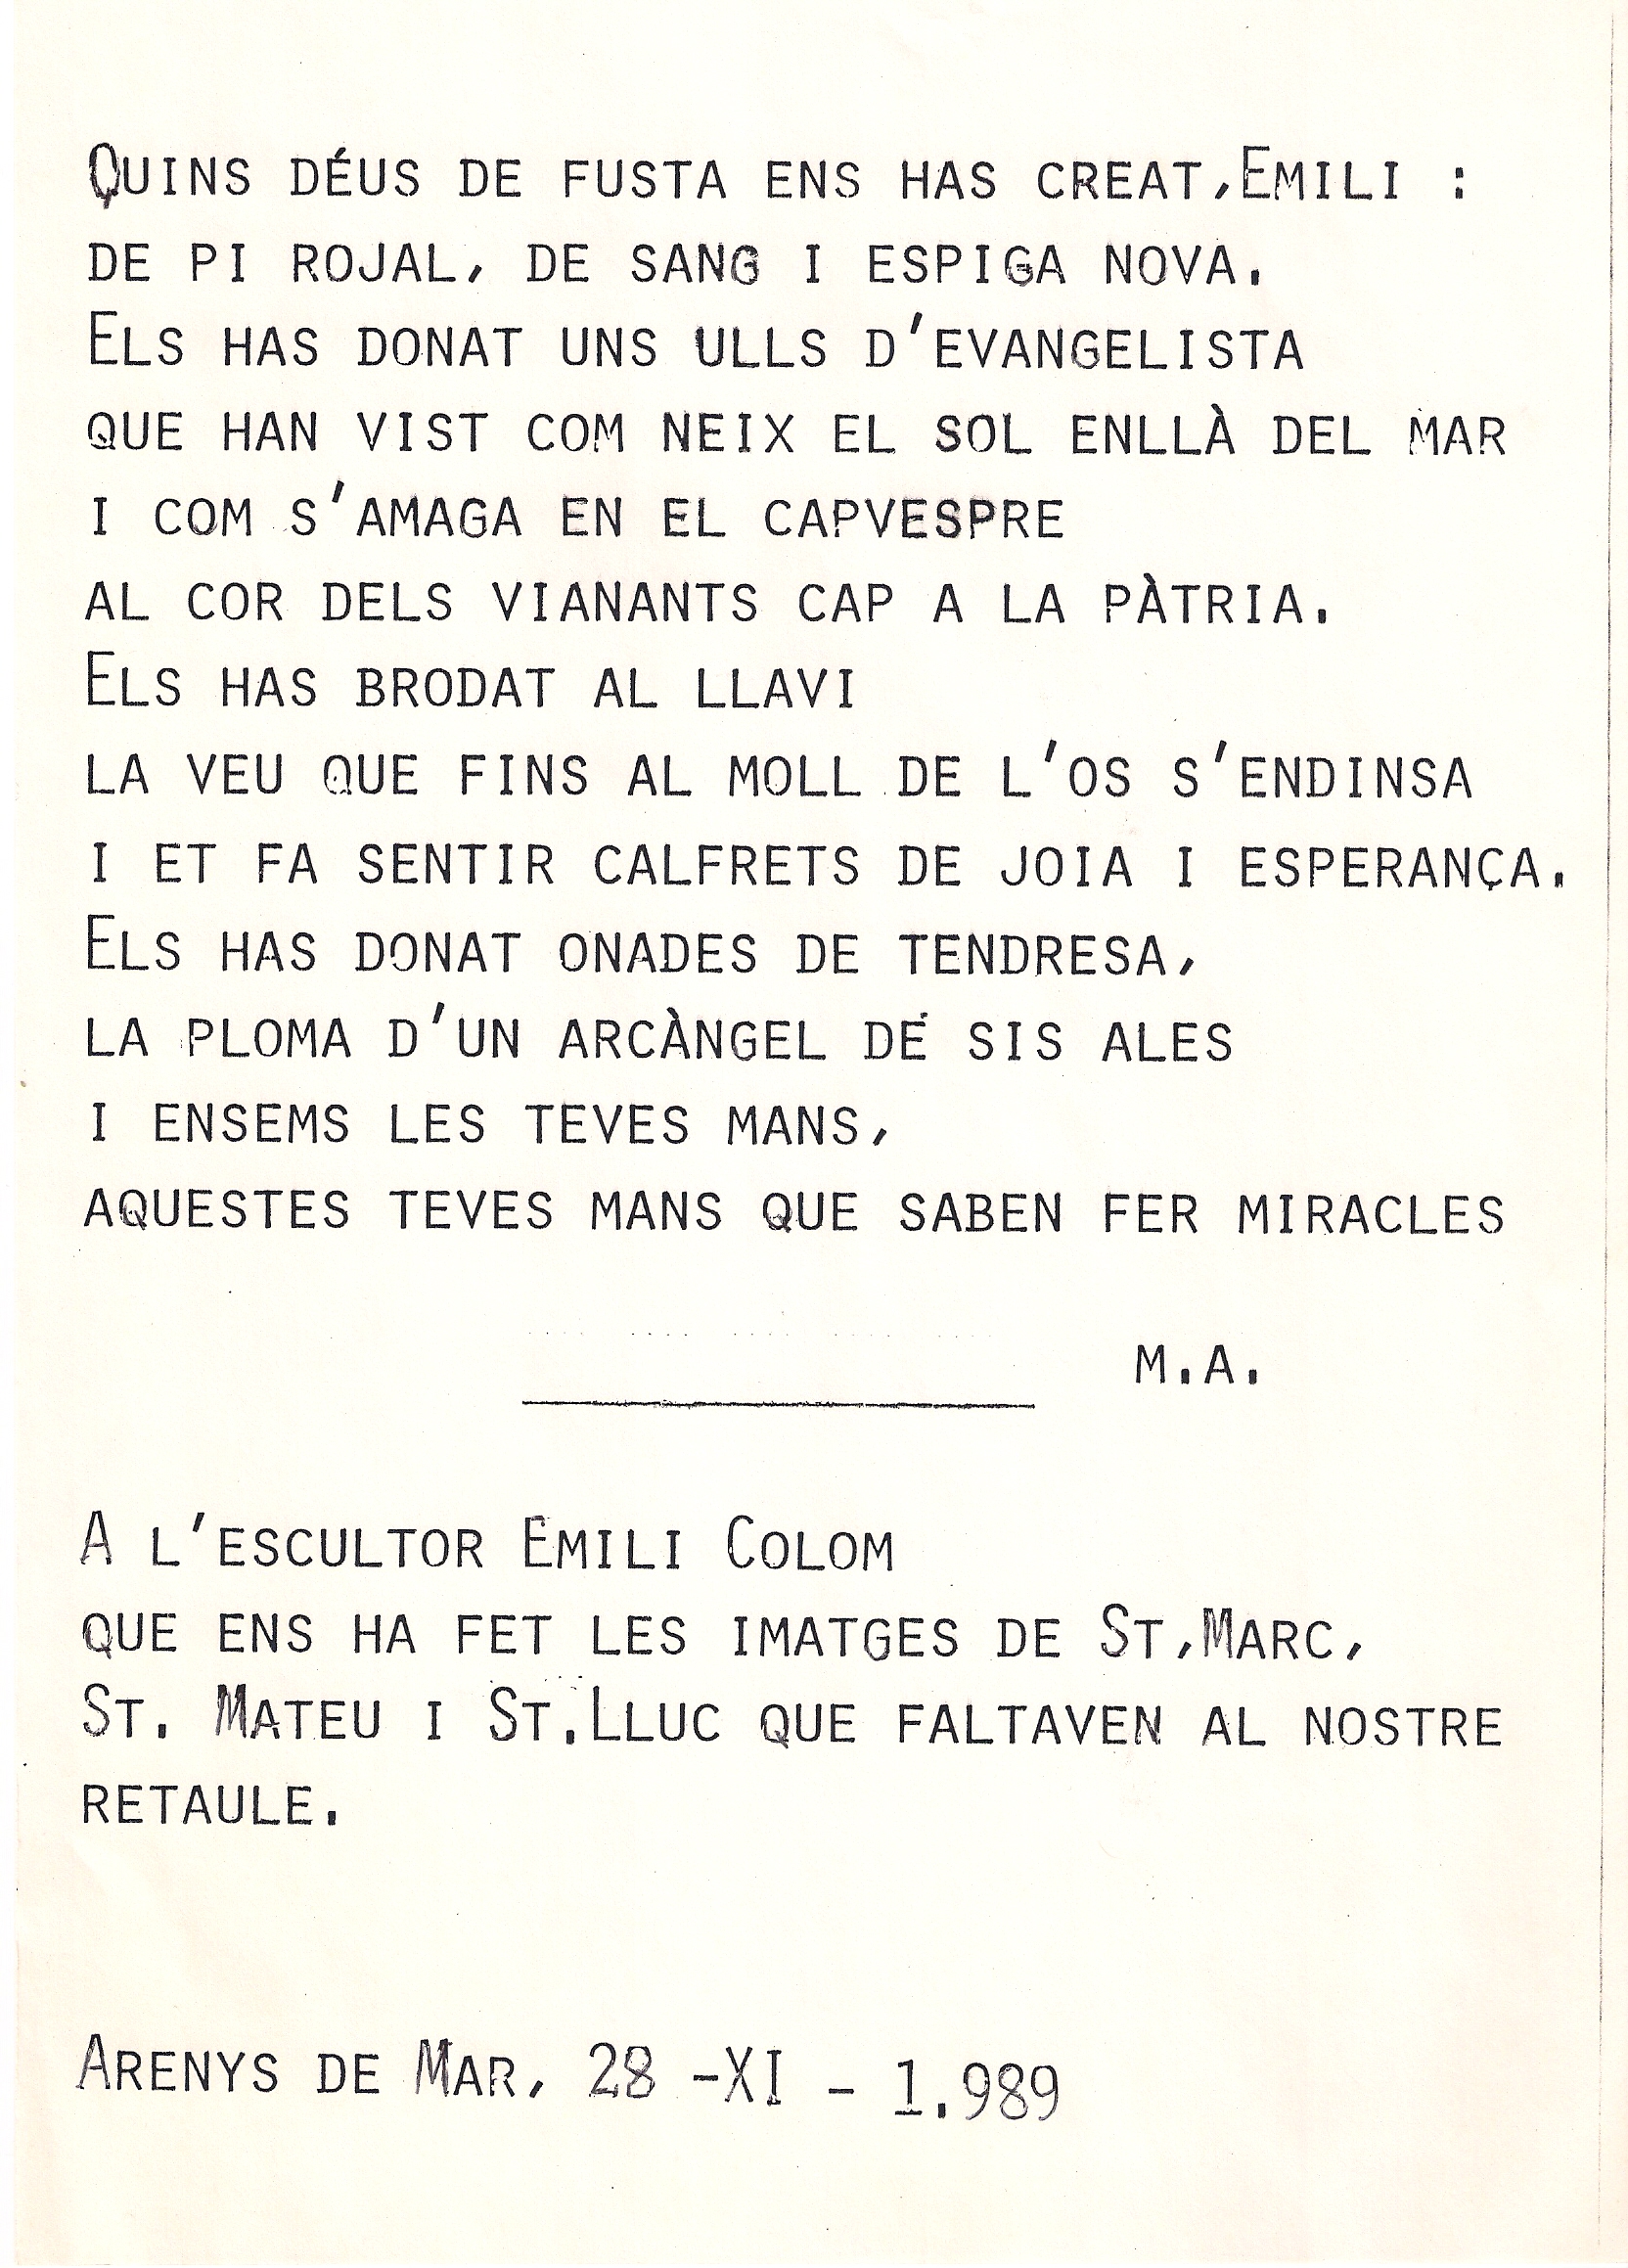 QUINS DÉUS DE FUSTA ENS HAS CREAT,EMILI :
DE PI ROJAL, DE SANG I ESPIGA NOVA.
ELS HAS DONAT UNS ULLS D'EVANGELISTA
QUE HAN VIST COM NEIX EL SOL ENLLÀ DEL MAR
I COM S'AMAGA EN EL CAPVESPRE
AL COR DELS VIANANTS CAP A LA PÀTRIA.
ELS HAS BRODAT AL LLAVI
LA VEU QUE FINS AL MOLL DE L'OS S'ENDINSA
I ET FA SENTIR CALFRETS DE JOIA I ESPERANÇA.
ELS HAS DONAT ONADES DE TENDRESA,
LA PLOMA D'UN ARCÀNGEL DE SIS ALES
I ENSEMS LES TEVES MANS,
AQUESTES TEVES MANS QUE SABEN FER MIRACLES
M.A.
A L'ESCULTOR EMILI COLOM
QUE ENS HA FET LES IMATGES DE ST,MARC,
ST. MATEU I ST.LLUC QUE FALTAVEN AL NOSTRE
RETAULE.
ARENYS DE MAR, 28 -XI - 1.989